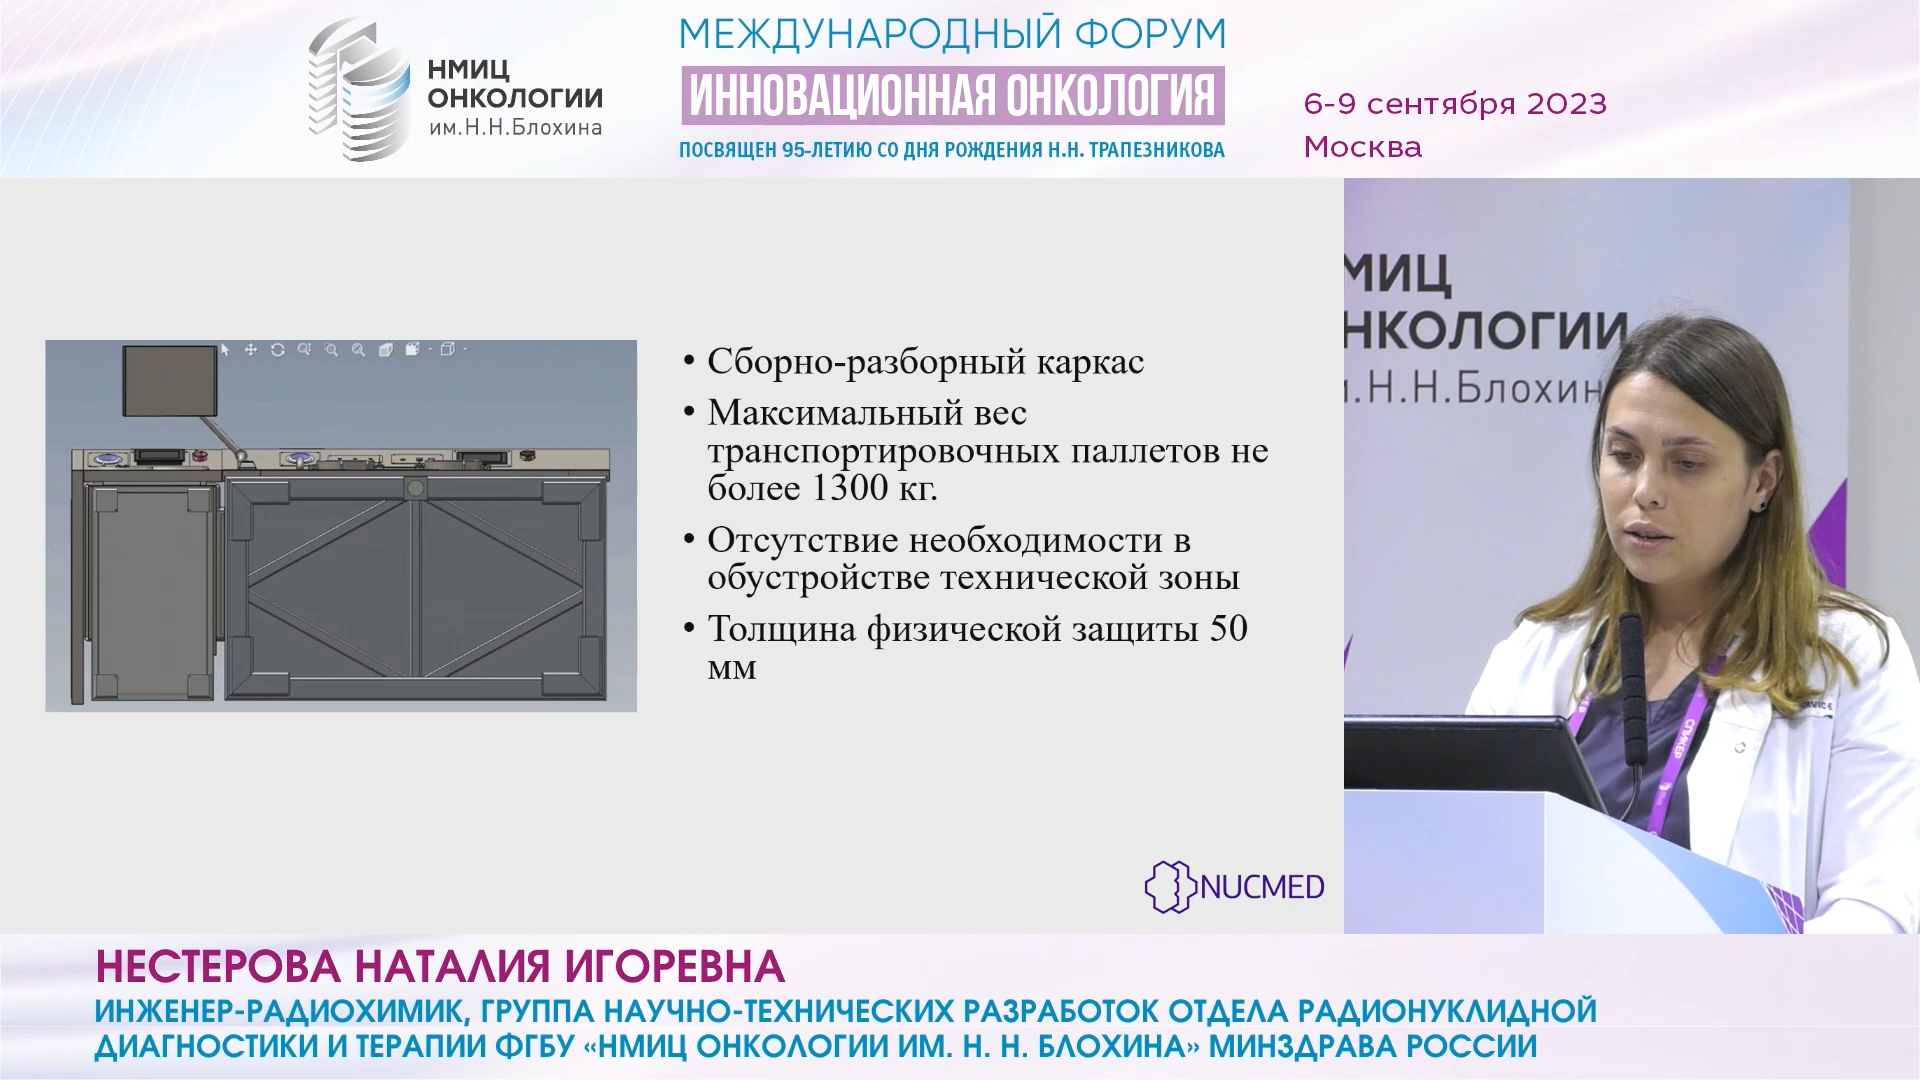 НМИЦ
ОНКОЛОГИИ
им.Н.Н.Блохина
МЕЖДУНАРОДНЫЙ ФОРУМ
ИННОВАЦИОННАЯ ОНКОЛОГИЯ
ПОСВЯЩЕН 95-ЛЕТИЮ СО ДНЯ РОЖДЕНИЯ Н.Н. ТРАПЕЗНИКОВА
6-9 сентября 2023
Москва
• Сборно-разборный каркас
• Максимальный вес
транспортировочных паллетов не
более 1300 кг.
• Отсутствие необходимости в
обустройстве технической зоны
• Толщина физической защиты 50
мм
NUCMED
МИЦ
НКОЛОГИИ
.Н.Н.Блохин
СПИКЕР
НЕСТЕРОВА НАТАЛИЯ ИГОРЕВНА
ИНЖЕНЕР-РАДИОХИМИК, ГРУППА НАУЧНО-ТЕХНИЧЕСКИХ РАЗРАБОТОК ОТДЕЛА РАДИОНУКЛИДНОЙ
ДИАГНОСТИКИ И ТЕРАПИИ ФГБУ «НМИЦ ОНКОЛОГИИ ИМ. Н. Н. БЛОХИНА» МИНЗДРАВА РОССИИ